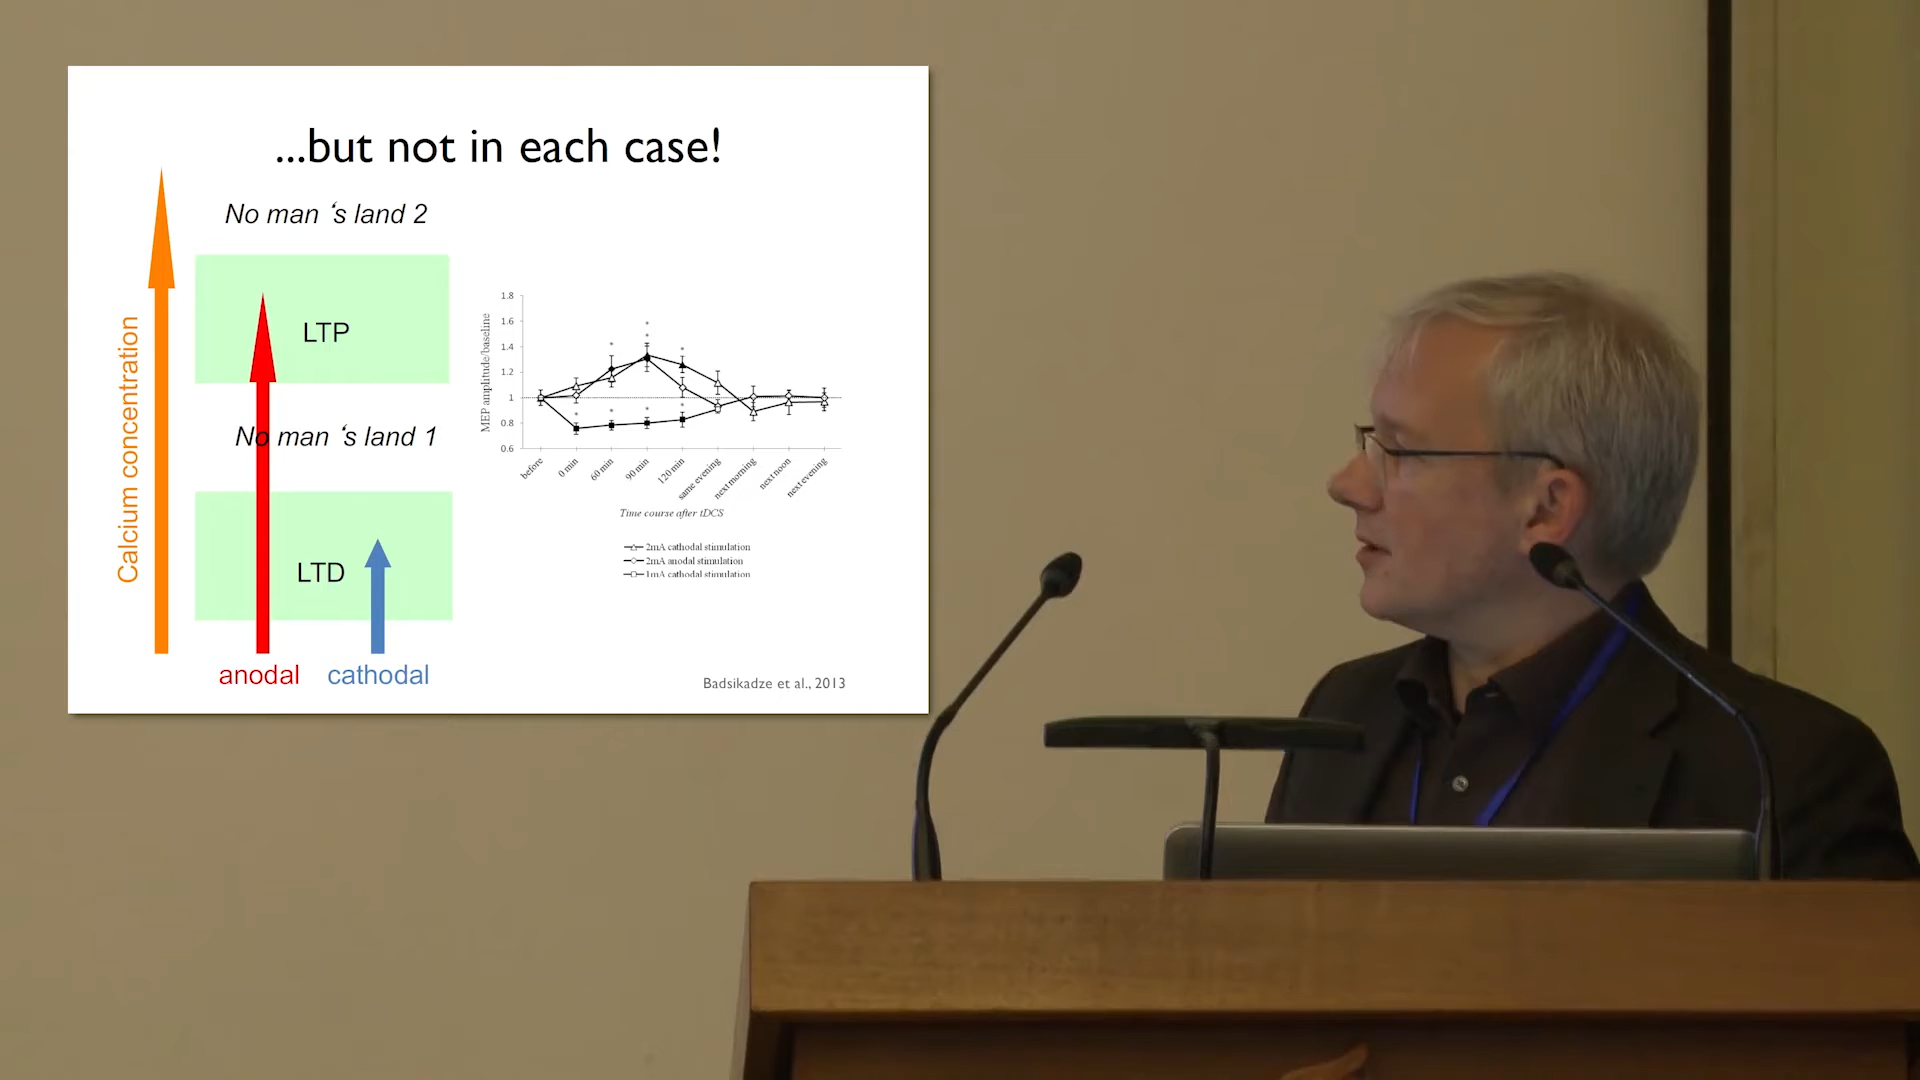 ...but not in each case!
No man ‘s land 2
LTP
No man ‘s land 1
LTD
Calcium concentration
anodal
cathodal
MEP amplitude/baseline
1.8
1.6
1.4
1.2
1
0.8
0.6
before
0 min
60 min
90 min
120 min
same evening
next morning
next noon
next evening
Time course after tDCS
2mA cathodal stimulation
2mA anodal stimulation
1mA cathodal stimulation
Badsikadze et al., 2013